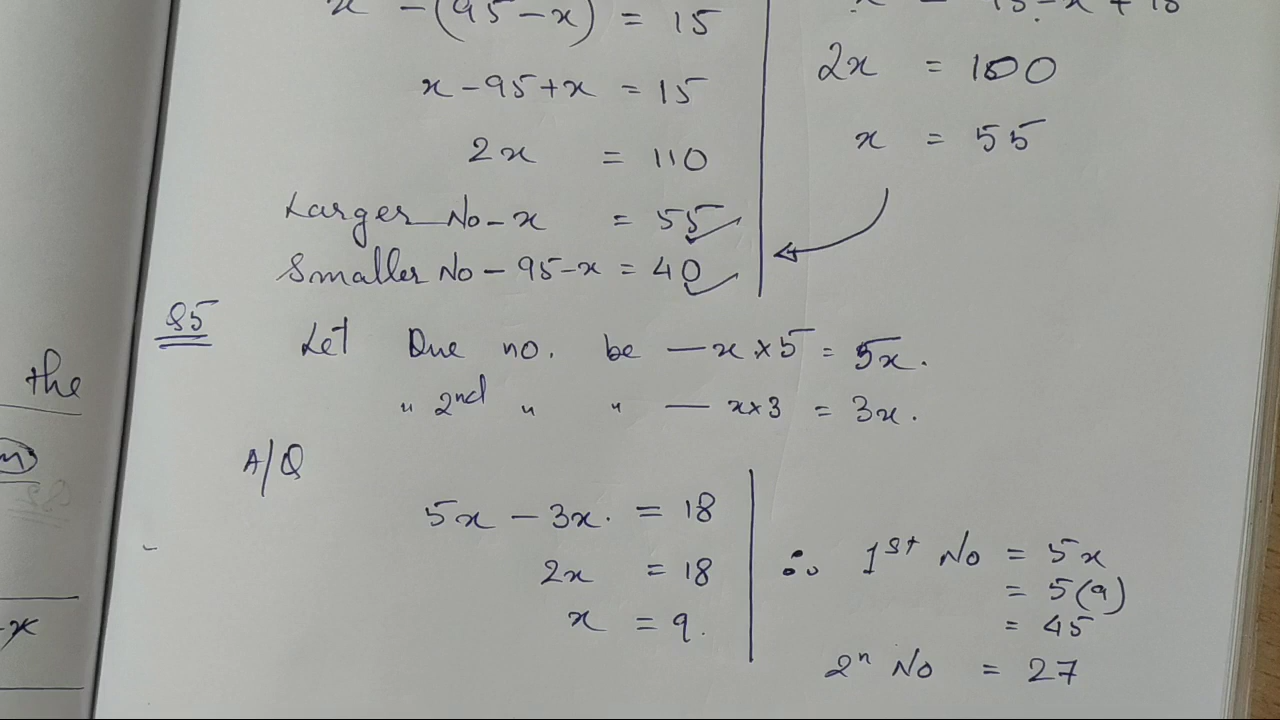 x - (95 - x) = 15
x - 95 + x = 15
2x = 110
Larger No - x = 55
Smaller No - 95 - x = 40
2x = 100
x = 55
Q5 Let One no. be — x × 5 = 5x.
" 2nd " " — x×3 = 3x.
A/Q
5x - 3x. = 18
2x = 18
x = 9.
∴ 1st No = 5x
= 5(9)
= 45
2n No = 27
the
-x